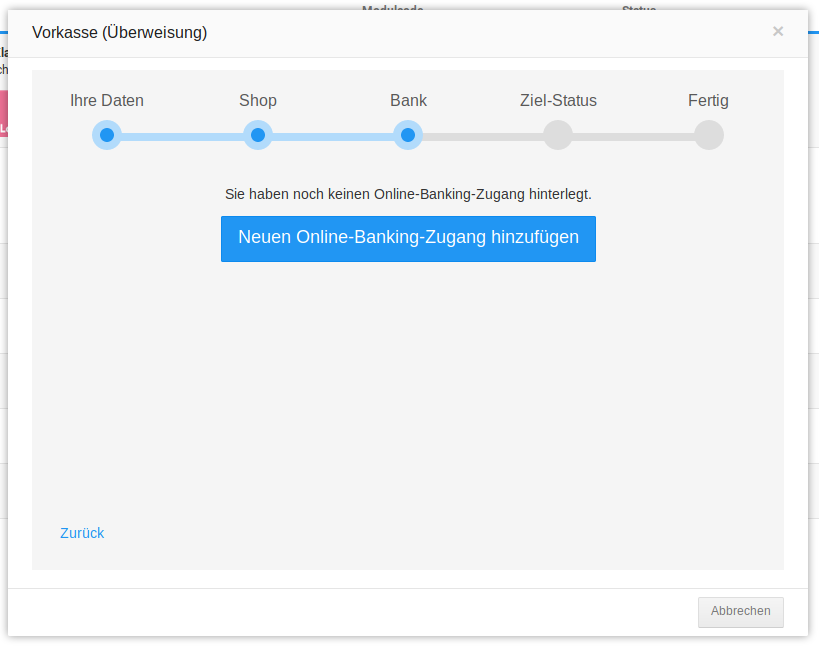 Vorkasse (Überweisung)
×
Ihre Daten Shop Bank Ziel-Status Fertig
Sie haben noch keinen Online-Banking-Zugang hinterlegt.
Neuen Online-Banking-Zugang hinzufügen
Zurück
Abbrechen